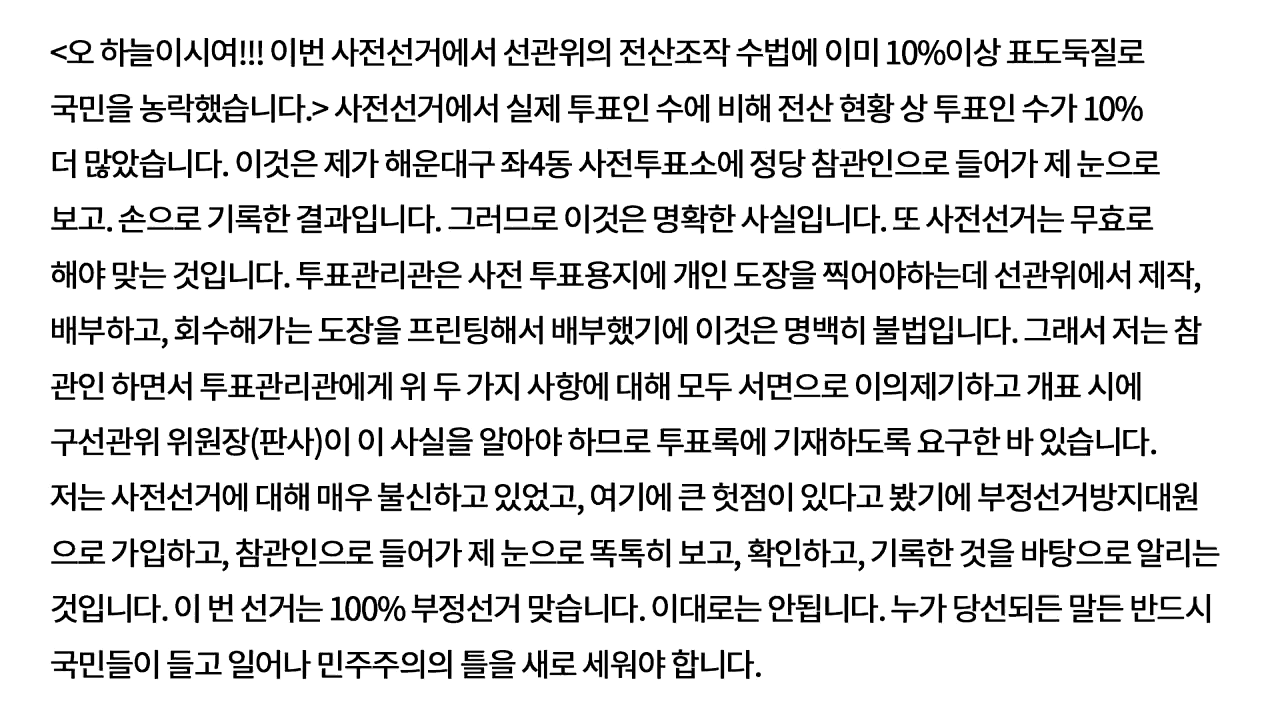 <오 하늘이시여!!! 이번 사전선거에서 선관위의 전산조작 수법에 이미 10%이상 표도둑질로
국민을 농락했습니다.> 사전선거에서 실제 투표인 수에 비해 전산 현황 상 투표인 수가 10%
더 많았습니다. 이것은 제가 해운대구 좌4동 사전투표소에 정당 참관인으로 들어가 제 눈으로
보고. 손으로 기록한 결과입니다. 그러므로 이것은 명확한 사실입니다. 또 사전선거는 무효로
해야 맞는 것입니다. 투표관리관은 사전 투표용지에 개인 도장을 찍어야하는데 선관위에서 제작,
배부하고, 회수해가는 도장을 프린팅해서 배부했기에 이것은 명백히 불법입니다. 그래서 저는 참
관인 하면서 투표관리관에게 위 두 가지 사항에 대해 모두 서면으로 이의제기하고 개표 시에
구선관위 위원장(판사)이 이 사실을 알아야 하므로 투표록에 기재하도록 요구한 바 있습니다.
저는 사전선거에 대해 매우 불신하고 있었고, 여기에 큰 헛점이 있다고 봤기에 부정선거방지대원
으로 가입하고, 참관인으로 들어가 제 눈으로 똑톡히 보고, 확인하고, 기록한 것을 바탕으로 알리는
것입니다. 이 번 선거는 100% 부정선거 맞습니다. 이대로는 안됩니다. 누가 당선되든 말든 반드시
국민들이 들고 일어나 민주주의의 틀을 새로 세워야 합니다.